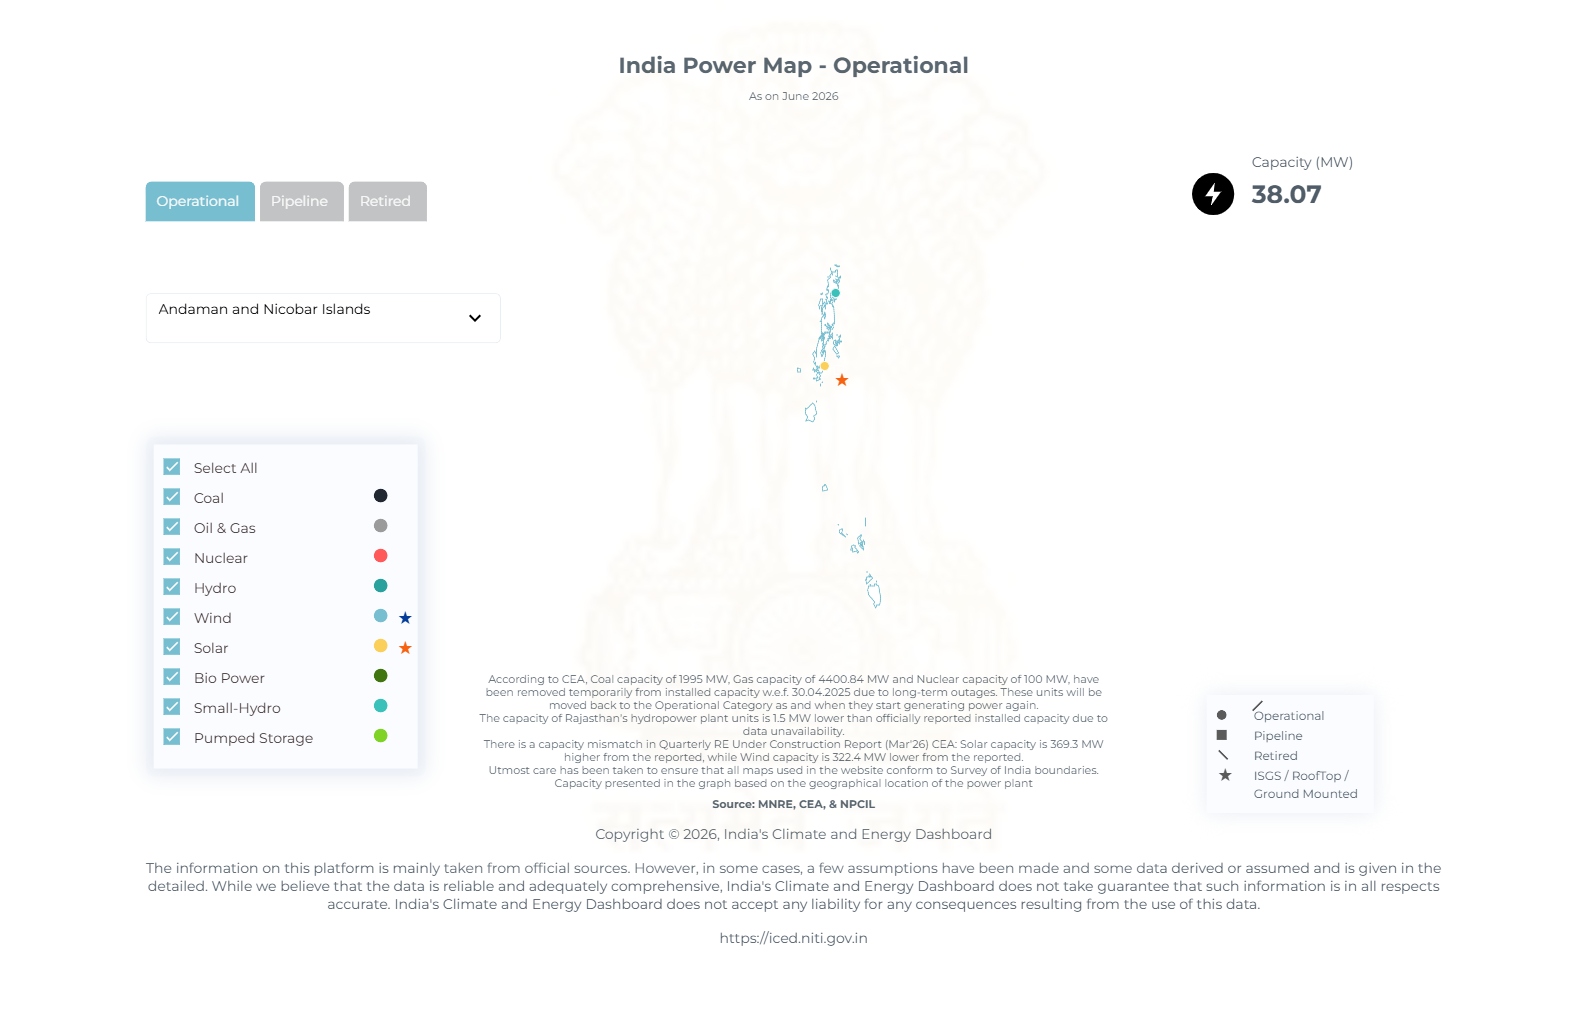 India Power Map - Operational
As on June 2026
Capacity (MW)
38.07
Operational
Pipeline
Retired
Andaman and Nicobar Islands
Select All
Coal
Oil & Gas
Nuclear
Hydro
Wind
Solar
Bio Power
Small-Hydro
Pumped Storage
According to CEA, Coal capacity of 1995 MW, Gas capacity of 4400.84 MW and Nuclear capacity of 100 MW, have
been removed temporarily from installed capacity w.e.f. 30.04.2025 due to long-term outages. These units will be
moved back to the Operational Category as and when they start generating power again.
The capacity of Rajasthan's hydropower plant units is 1.5 MW lower than officially reported installed capacity due to
data unavailability.
There is a capacity mismatch in Quarterly RE Under Construction Report (Mar'26) CEA: Solar capacity is 369.3 MW
higher from the reported, while Wind capacity is 322.4 MW lower from the reported.
Utmost care has been taken to ensure that all maps used in the website conform to Survey of India boundaries.
Capacity presented in the graph based on the geographical location of the power plant
Source: MNRE, CEA, & NPCIL
Operational
Pipeline
Retired
ISGS / RoofTop /
Ground Mounted
Copyright © 2026, India's Climate and Energy Dashboard
The information on this platform is mainly taken from official sources. However, in some cases, a few assumptions have been made and some data derived or assumed and is given in the
detailed. While we believe that the data is reliable and adequately comprehensive, India's Climate and Energy Dashboard does not take guarantee that such information is in all respects
accurate. India's Climate and Energy Dashboard does not accept any liability for any consequences resulting from the use of this data.
https://iced.niti.gov.in